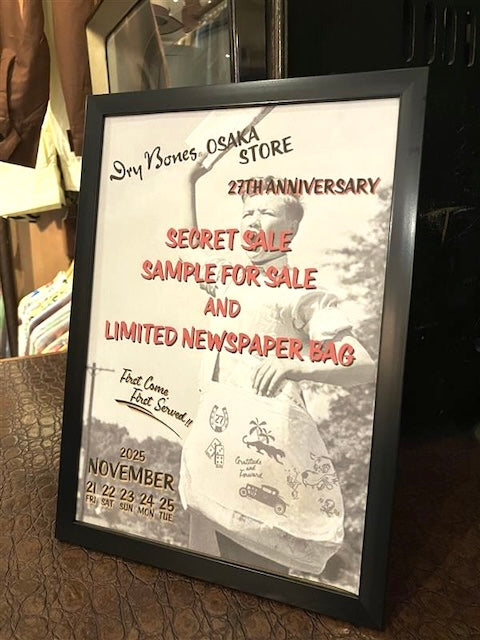 Dry Bones OSAKA
STORE
27TH ANNIVERSARY
SECRET SALE
SAMPLE FOR SALE
AND
LIMITED NEWSPAPER BAG
First Come
First Served!!
27
Gratitude
and
Forward
2025
NOVEMBER
21 22 23 24 25
FRI SAT SUN MON TUE